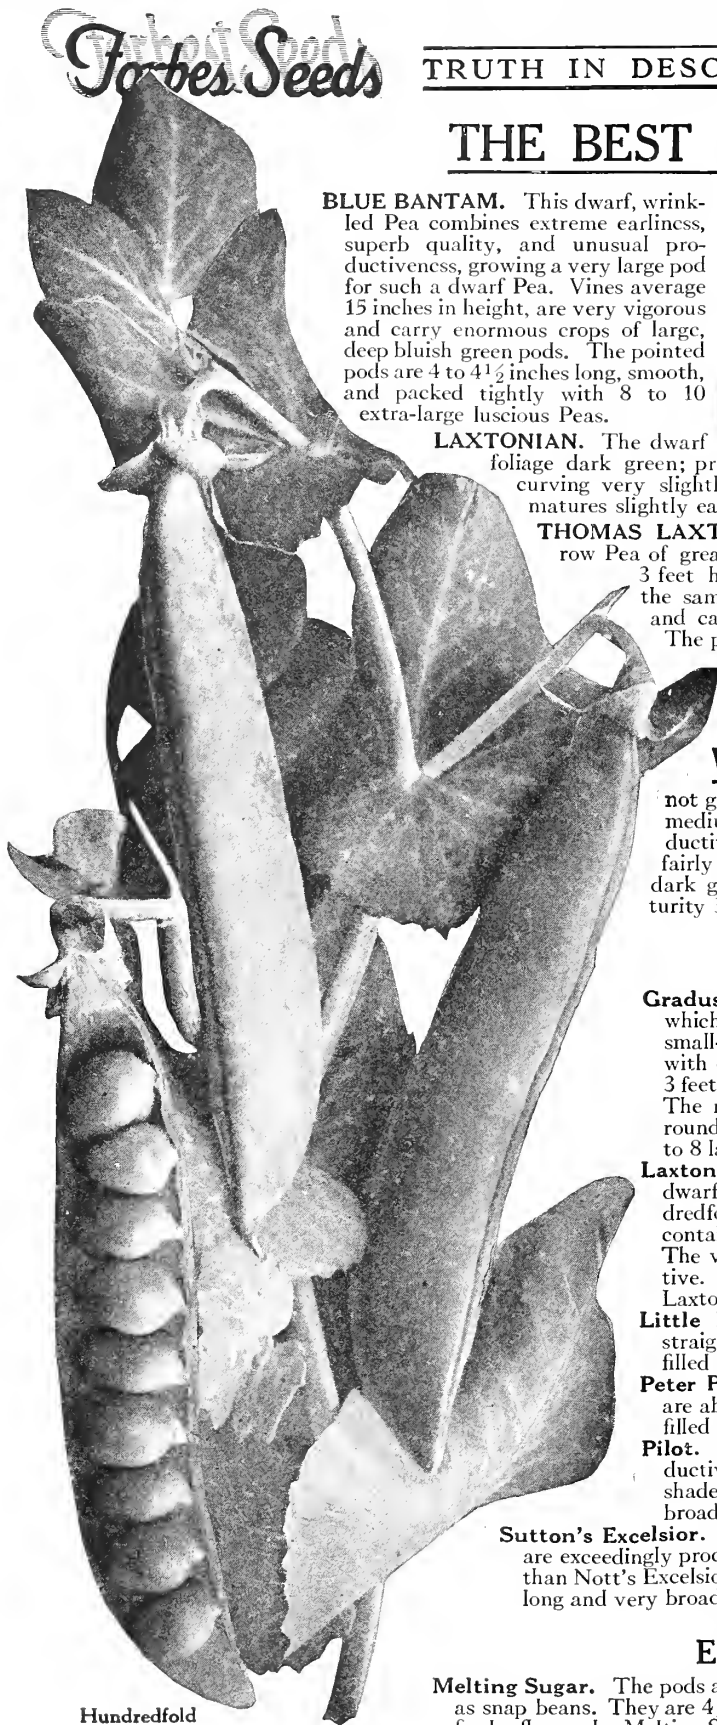 Forbes Seeds
TRUTH IN DESC
THE BEST
BLUE BANTAM. This dwarf, wrink-
led Pea combines extreme earliness,
superb quality, and unusual pro-
ductiveness, growing a very large pod
for such a dwarf Pea. Vines average
15 inches in height, are very vigorous
and carry enormous crops of large,
deep bluish green pods. The pointed
pods are 4 to 4½ inches long, smooth,
and packed tightly with 8 to 10
extra-large luscious Peas.
LAXTONIAN. The dwarf
foliage dark green; pr
curving very slightl
matures slightly ea
THOMAS LAXT
row Pea of grea
3 feet h
the sam
and ca
The p
not g
mediu
ducti
fairly
dark g
turity
Gradus
which
small-
with
3 feet
The
round
to 8 la
Laxton
dwarf
dredfo
conta
The v
tive.
Laxto
Little
straig
filled
Peter P
are ab
filled
Pilot.
ductiv
shade
broad
Sutton's Excelsior.
are exceedingly prod
than Nott's Excelsio
long and very broad
E
Melting Sugar. The pods a
as snap beans. They are 4
Hundredfold